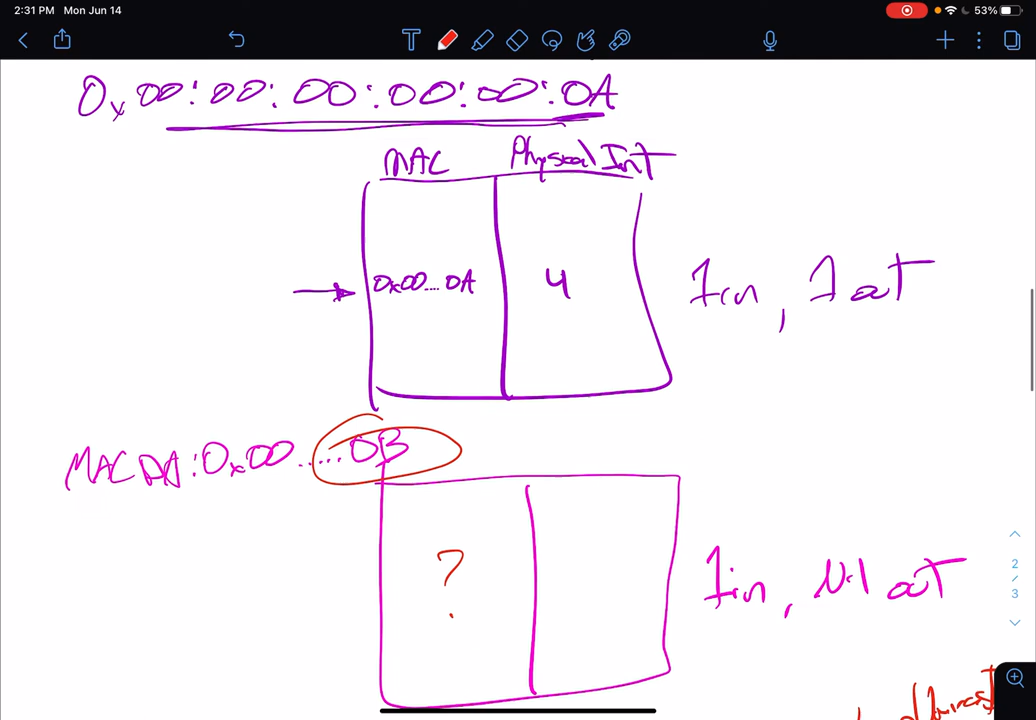 2:31 PM Mon Jun 14
53%
T
0x00:00:00:00:00:0A
MAC Physical Int
0x00....0A 4
1 in, 1 out
MAC DA: 0x00......0B
?
1 in, N-1 out
2
/
3